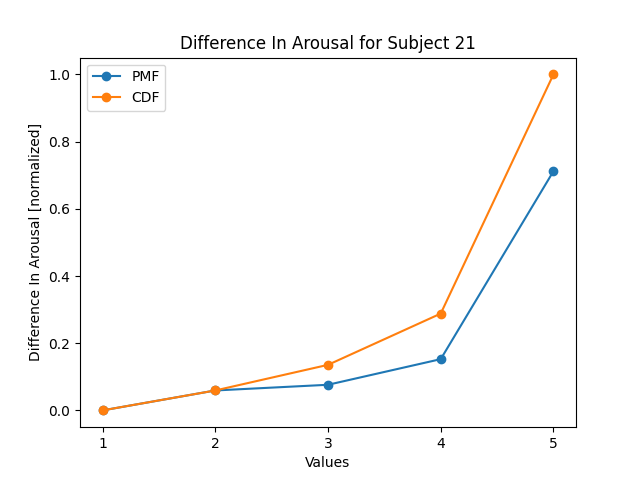 Difference In Arousal for Subject 21
PMF
CDF
1.0
0.8
0.6
0.4
0.2
0.0
Difference In Arousal [normalized]
1 2 3 4 5
Values